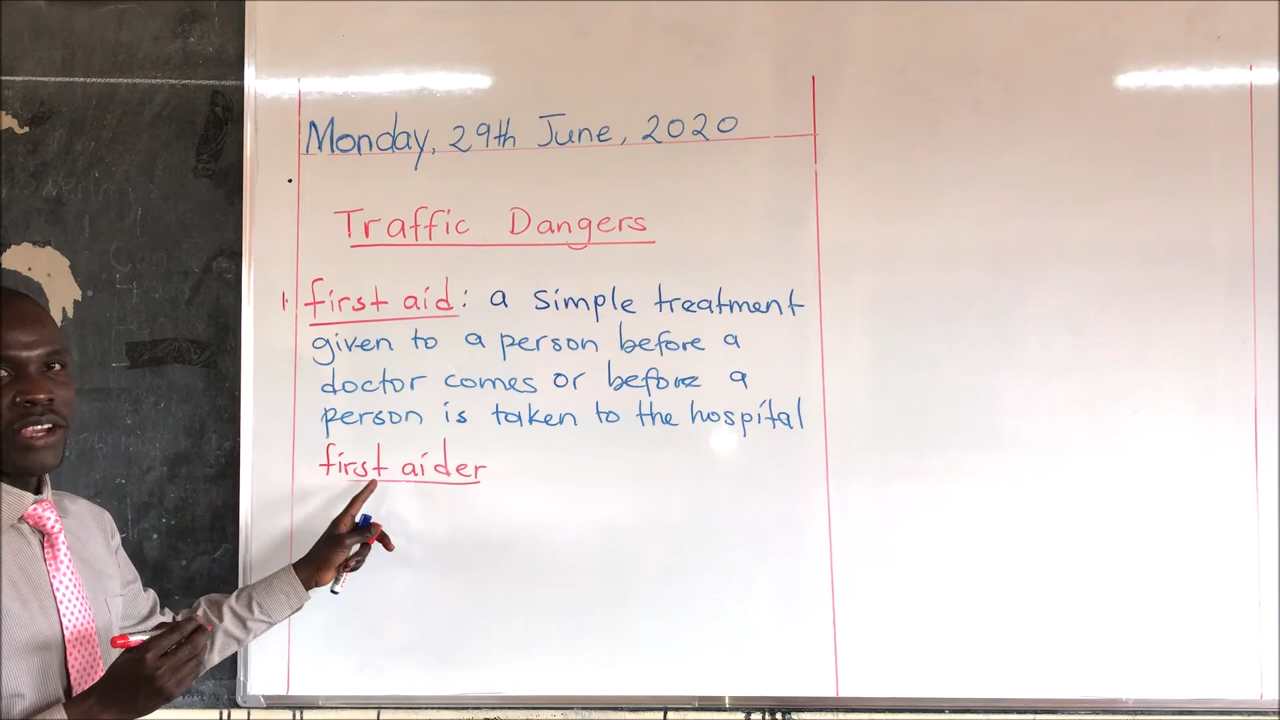 Monday, 29th June, 2020
Traffic Dangers
1. first aid: a simple treatment
given to a person before a
doctor comes or before a
person is taken to the hospital
first aider